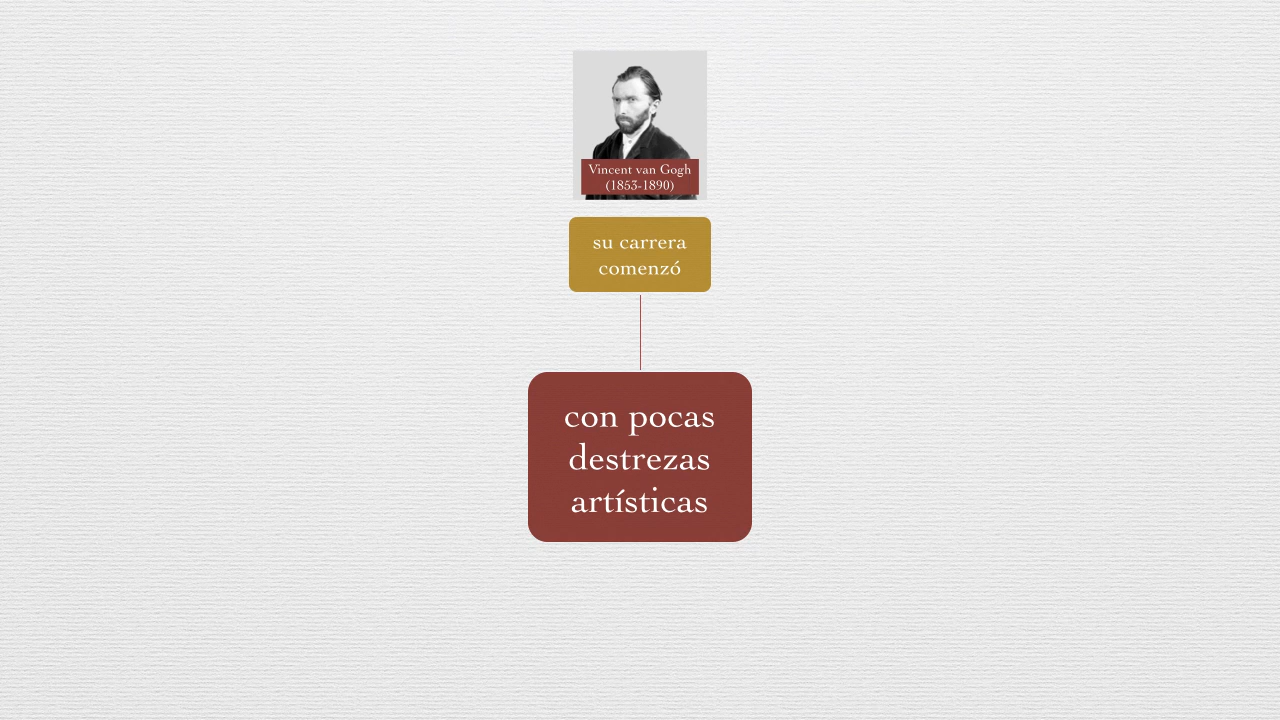 Vincent van Gogh
(1853-1890)
su carrera
comenzó
con pocas
destrezas
artísticas